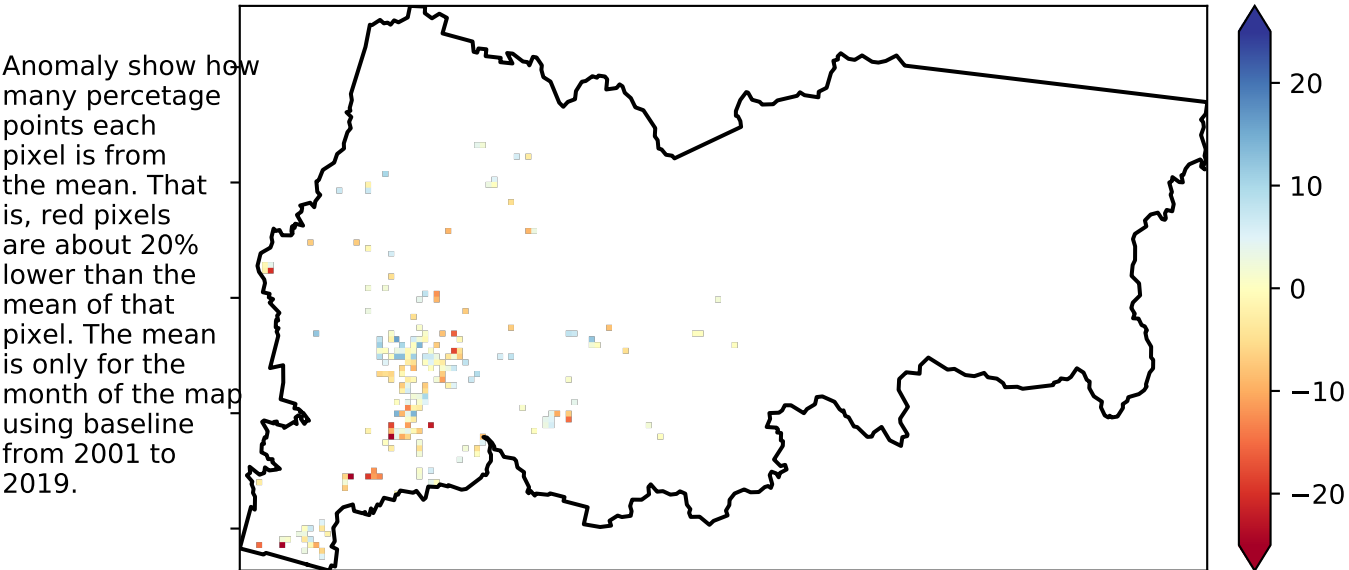 Anomaly show how
many percetage
points each
pixel is from
the mean. That
is, red pixels
are about 20%
lower than the
mean of that
pixel. The mean
is only for the
month of the map
using baseline
from 2001 to
2019.
20
10
0
−10
−20